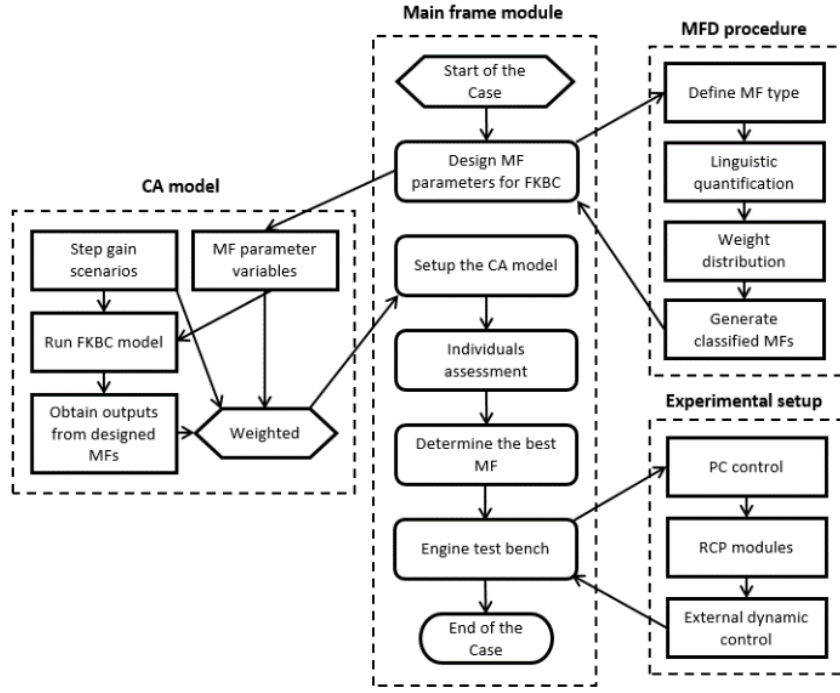 Main frame module
Start of the
Case
Design MF
parameters for FKBC
Setup the CA model
Individuals
assessment
Determine the best
MF
Engine test bench
End of the
Case
MFD procedure
Define MF type
Linguistic
quantification
Weight
distribution
Generate
classified MFs
CA model
Step gain
scenarios
MF parameter
variables
Run FKBC model
Obtain outputs
from designed
MFs
Weighted
Experimental setup
PC control
RCP modules
External dynamic
control